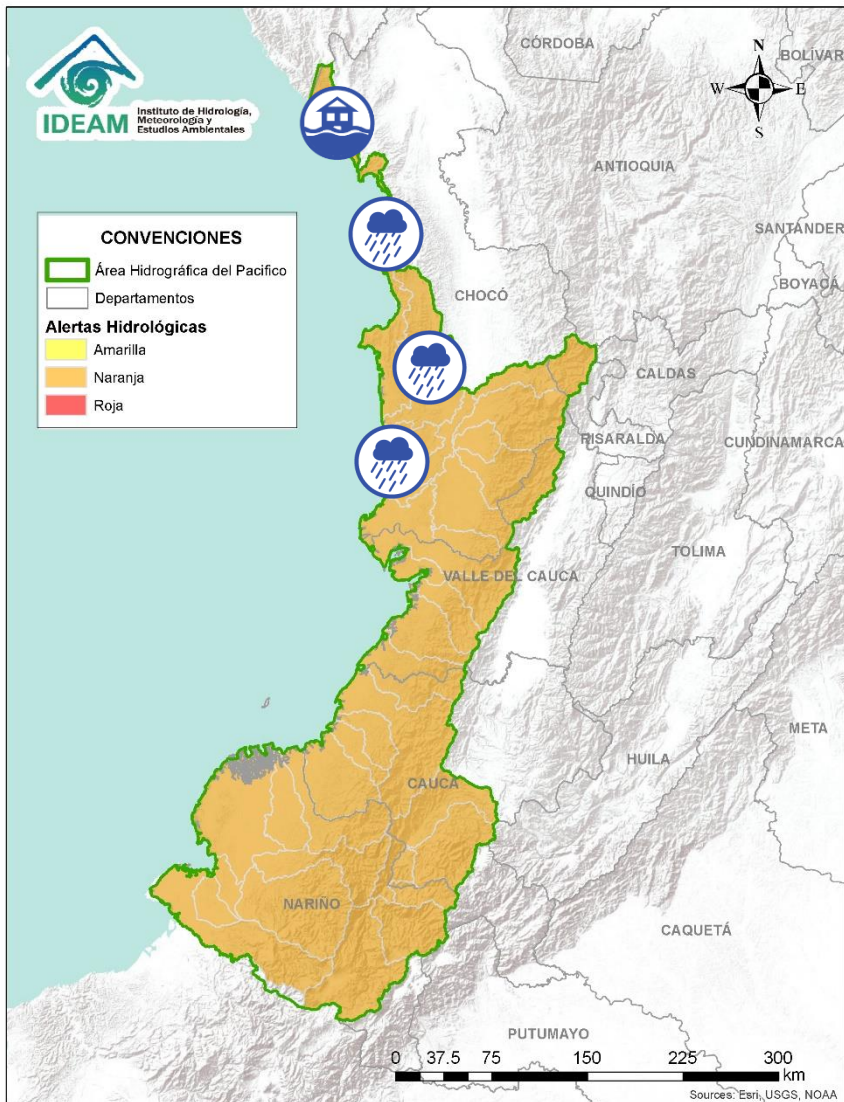 IDEAM
Instituto de Hidrología,
Meteorología y
Estudios Ambientales
N
W
E
S
CÓRDOBA
BOLÍVAR
ANTIOQUIA
SANTANDER
BOYACÁ
CHOCÓ
CALDAS
RISARALDA
CUNDINAMARCA
QUINDÍO
TOLIMA
VALLE DEL CAUCA
META
HUILA
CAUCA
NARIÑO
CAQUETÁ
PUTUMAYO
CONVENCIONES
Área Hidrográfica del Pacifico
Departamentos
Alertas Hidrológicas
Amarilla
Naranja
Roja
0 37.5 75 150 225 300
km
Sources: Esri, USGS, NOAA